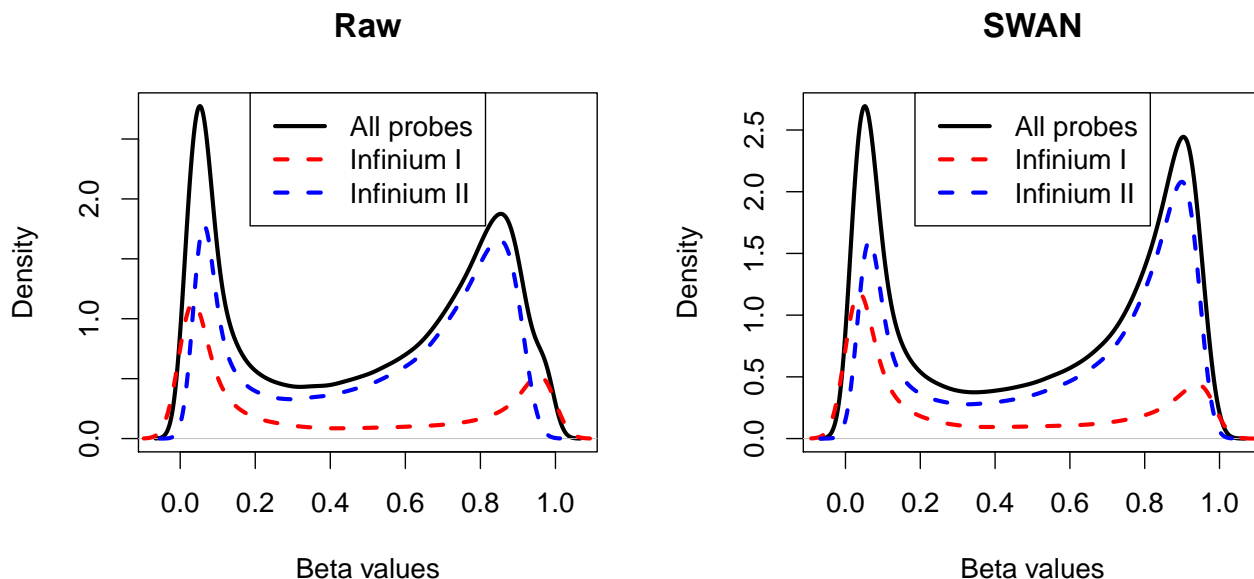 Raw
All probes
Infinium I
Infinium II
Density
0.0
1.0
2.0
0.0
0.2
0.4
0.6
0.8
1.0
Beta values
SWAN
All probes
Infinium I
Infinium II
Density
0.0
0.5
1.0
1.5
2.0
2.5
0.0
0.2
0.4
0.6
0.8
1.0
Beta values